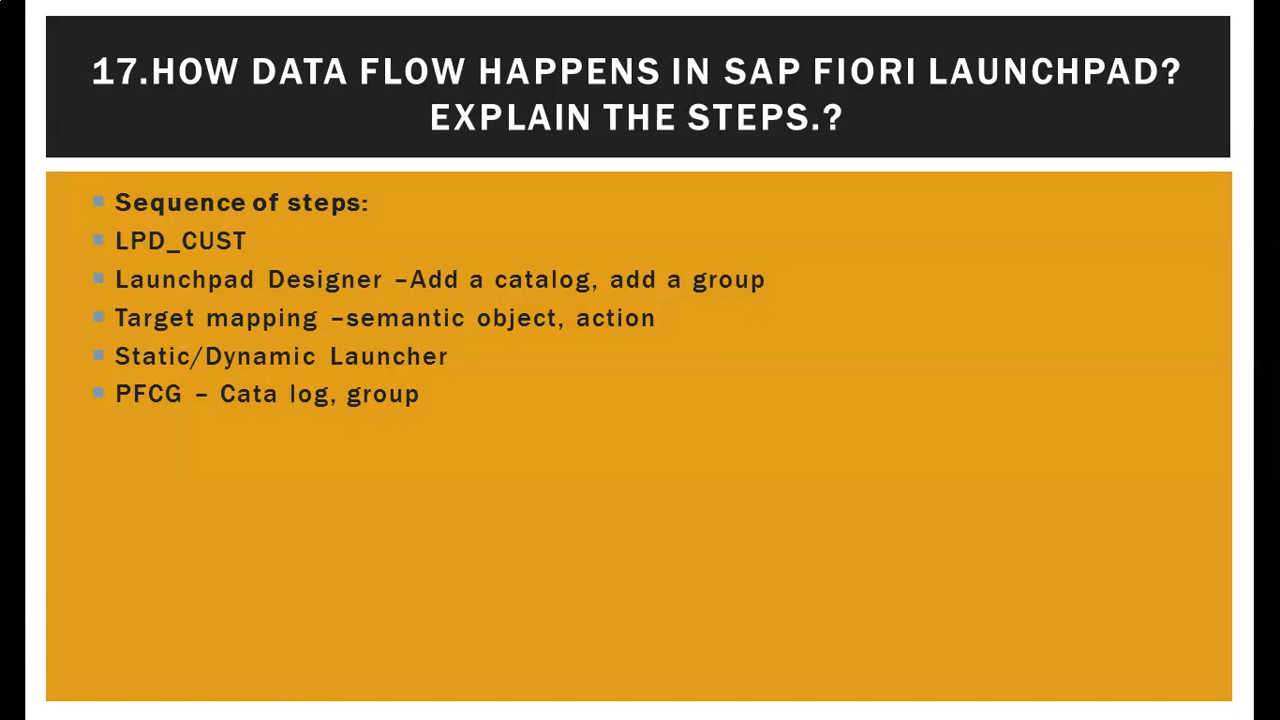 17.HOW DATA FLOW HAPPENS IN SAP FIORI LAUNCHPAD?
EXPLAIN THE STEPS.?
Sequence of steps:
LPD_CUST
Launchpad Designer –Add a catalog, add a group
Target mapping –semantic object, action
Static/Dynamic Launcher
PFCG – Cata log, group